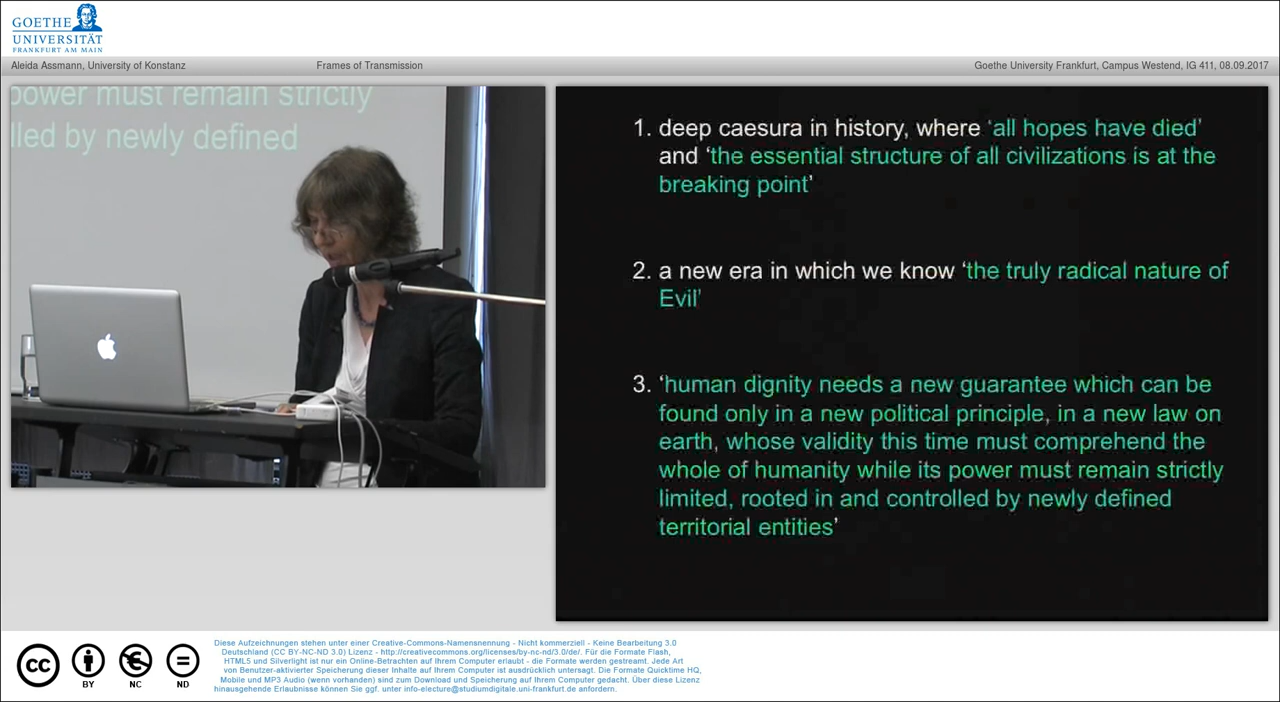 GOETHE
UNIVERSITÄT
FRANKFURT AM MAIN
Aleida Assmann, University of Konstanz
Frames of Transmission
Goethe University Frankfurt, Campus Westend, IG 411, 08.09.2017
power must remain strictly
lled by newly defined
1. deep caesura in history, where ‘all hopes have died’
and ‘the essential structure of all civilizations is at the
breaking point’
2. a new era in which we know ‘the truly radical nature of
Evil’
3. ‘human dignity needs a new guarantee which can be
found only in a new political principle, in a new law on
earth, whose validity this time must comprehend the
whole of humanity while its power must remain strictly
limited, rooted in and controlled by newly defined
territorial entities’
cc
BY
NC
ND
Diese Aufzeichnungen stehen unter einer Creative-Commons-Namensnennung - Nicht kommerziell - Keine Bearbeitung 3.0
Deutschland (CC BY-NC-ND 3.0) Lizenz - http://creativecommons.org/licenses/by-nc-nd/3.0/de/. Für die Formate Flash,
HTML5 und Silverlight ist nur ein Online-Betrachten auf Ihrem Computer erlaubt - die Formate werden gestreamt. Jede Art
von Benutzer-aktivierter Speicherung dieser Inhalte auf Ihrem Computer ist ausdrücklich untersagt. Die Formate Quicktime HQ,
Mobile und MP3 Audio (wenn vorhanden) sind zum Download und Speicherung auf Ihrem Computer gedacht. Über diese Lizenz
hinausgehende Erlaubnisse können Sie ggf. unter info-electure@studiumdigitale.uni-frankfurt.de anfordern.